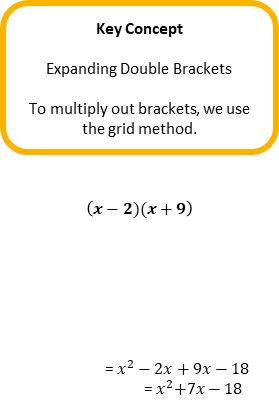 Key Concept
Expanding Double Brackets
To multiply out brackets, we use
the grid method.
(x − 2)(x + 9)
= x² − 2x + 9x − 18
= x²+7x − 18